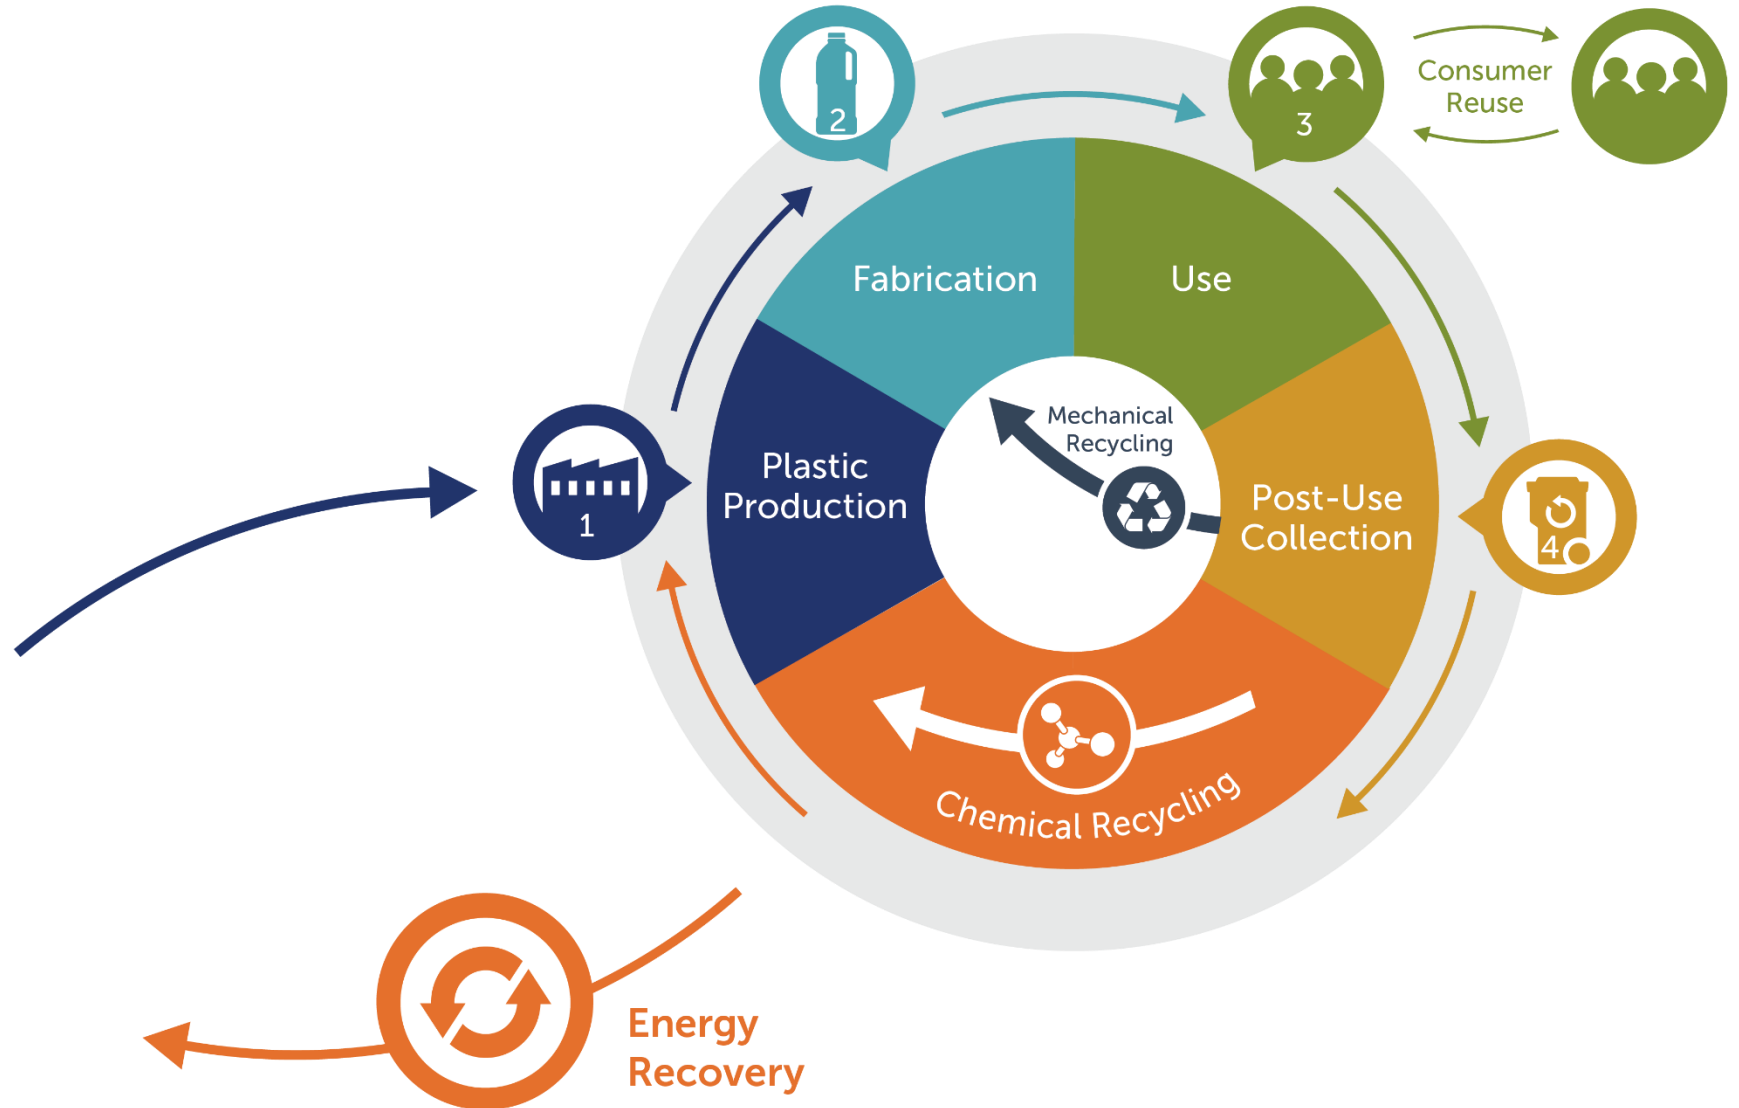 2
3
Consumer
Reuse
Fabrication
Use
Mechanical
Recycling
Plastic
Production
1
Post-Use
Collection
4
Chemical Recycling
Energy
Recovery